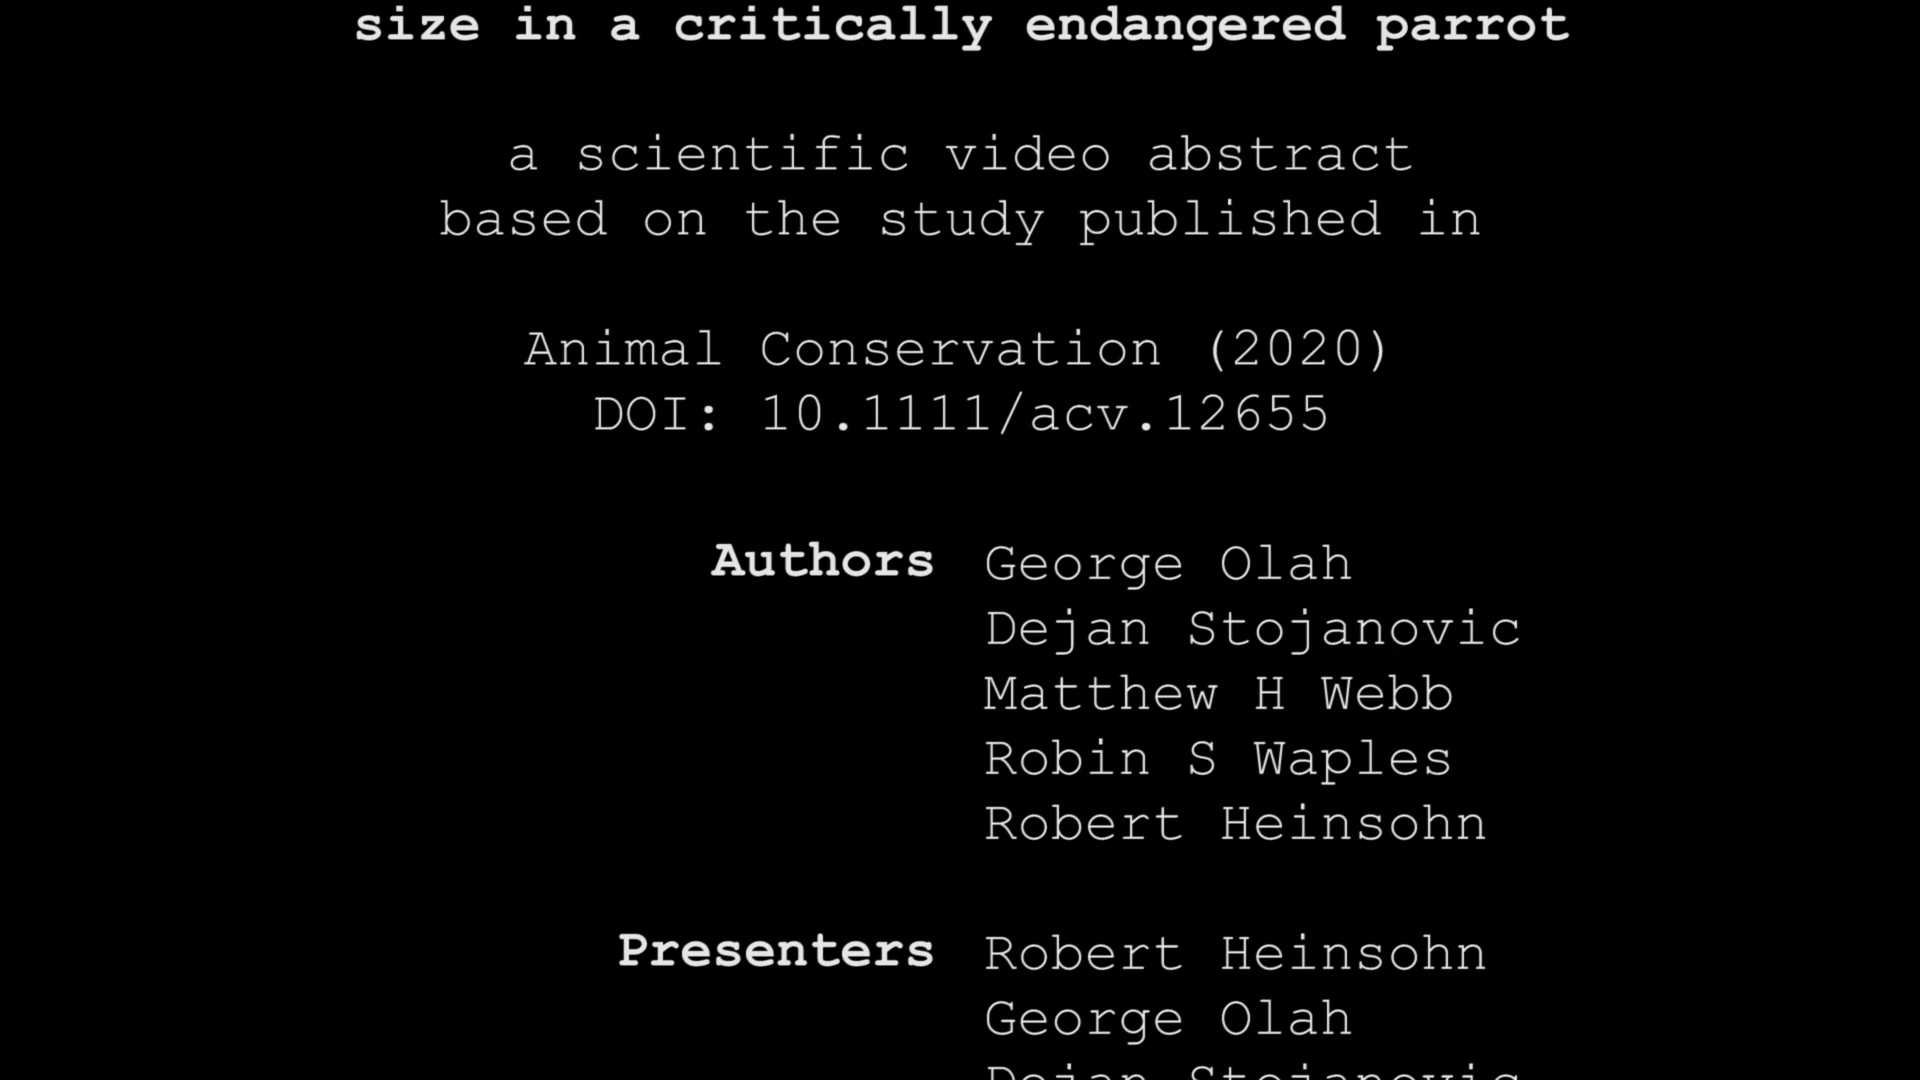 size in a critically endangered parrot
a scientific video abstract
based on the study published in
Animal Conservation (2020)
DOI: 10.1111/acv.12655
Authors George Olah
Dejan Stojanovic
Matthew H Webb
Robin S Waples
Robert Heinsohn
Presenters Robert Heinsohn
George Olah
Dejan Stojanovic